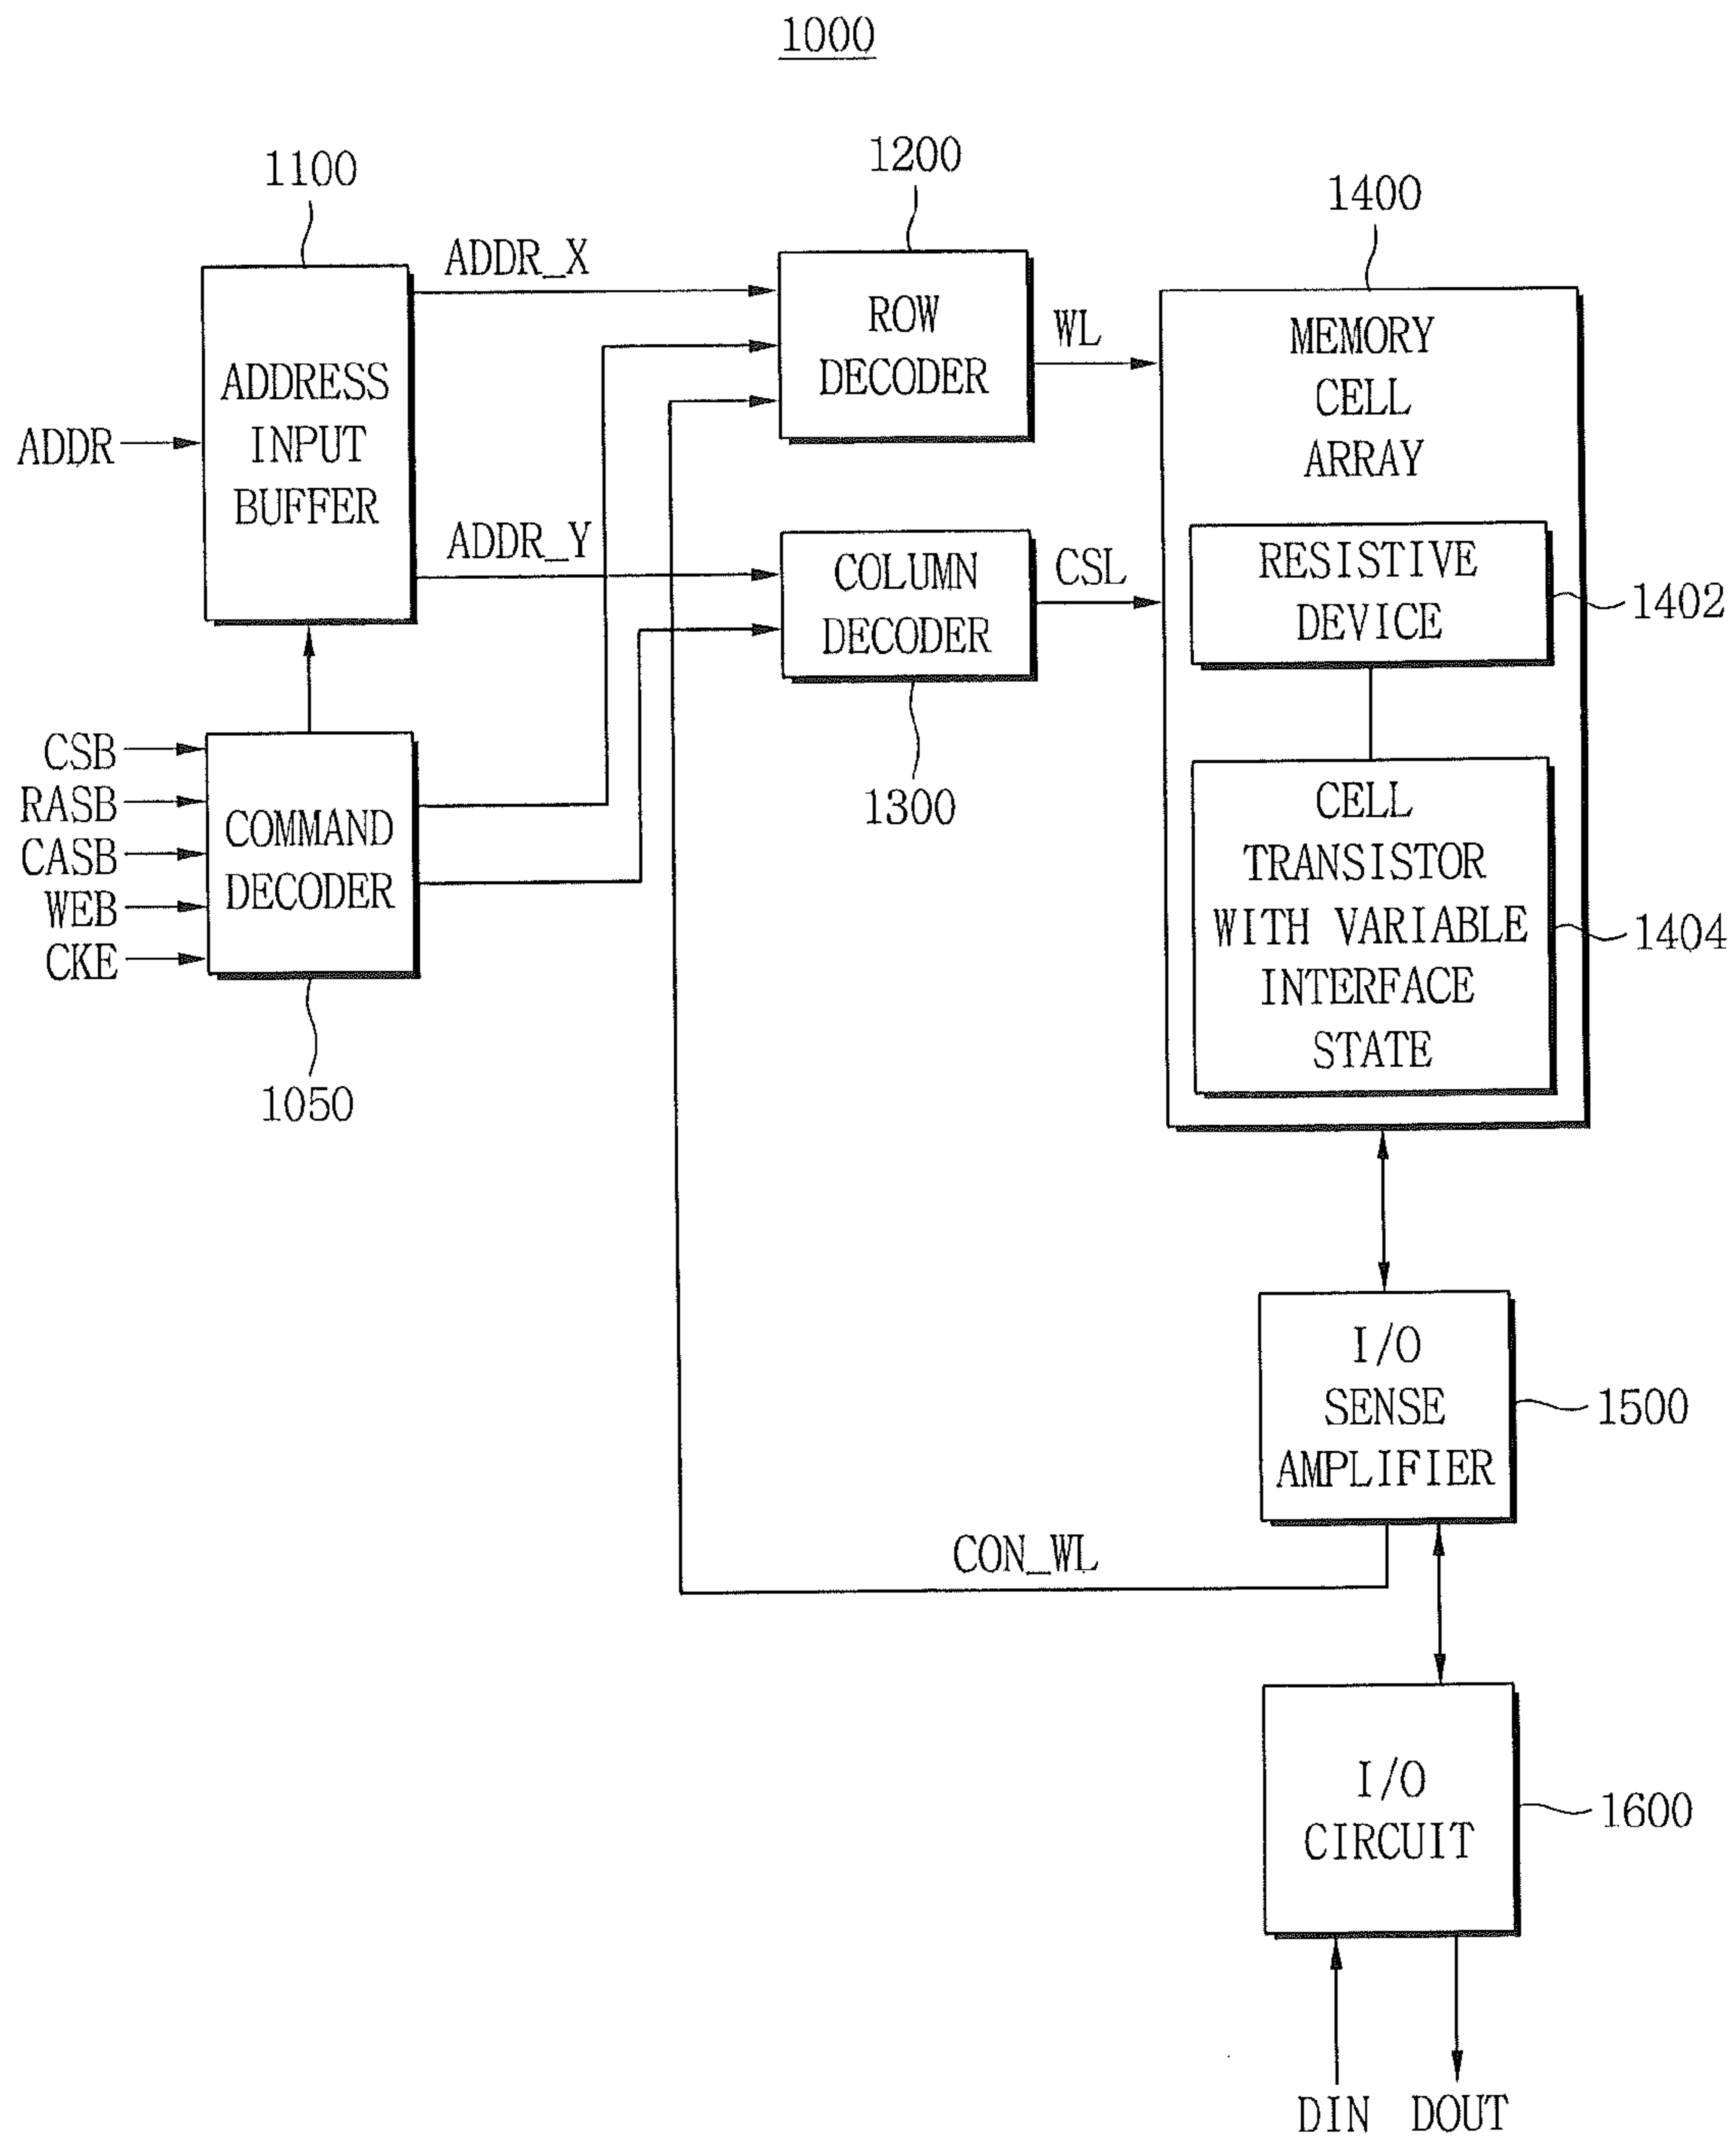 1000
1100
1200
1400
ADDR_X
ADDR_Y
ADDR
ADDRESS
INPUT
BUFFER
ROW
DECODER
WL
MEMORY
CELL
ARRAY
COLUMN
DECODER
CSL
1300
RESISTIVE
DEVICE
1402
CELL
TRANSISTOR
WITH VARIABLE
INTERFACE
STATE
1404
CSB
RASB
CASB
WEB
CKE
COMMAND
DECODER
1050
I/O
SENSE
AMPLIFIER
1500
CON_WL
I/O
CIRCUIT
1600
DIN
DOUT